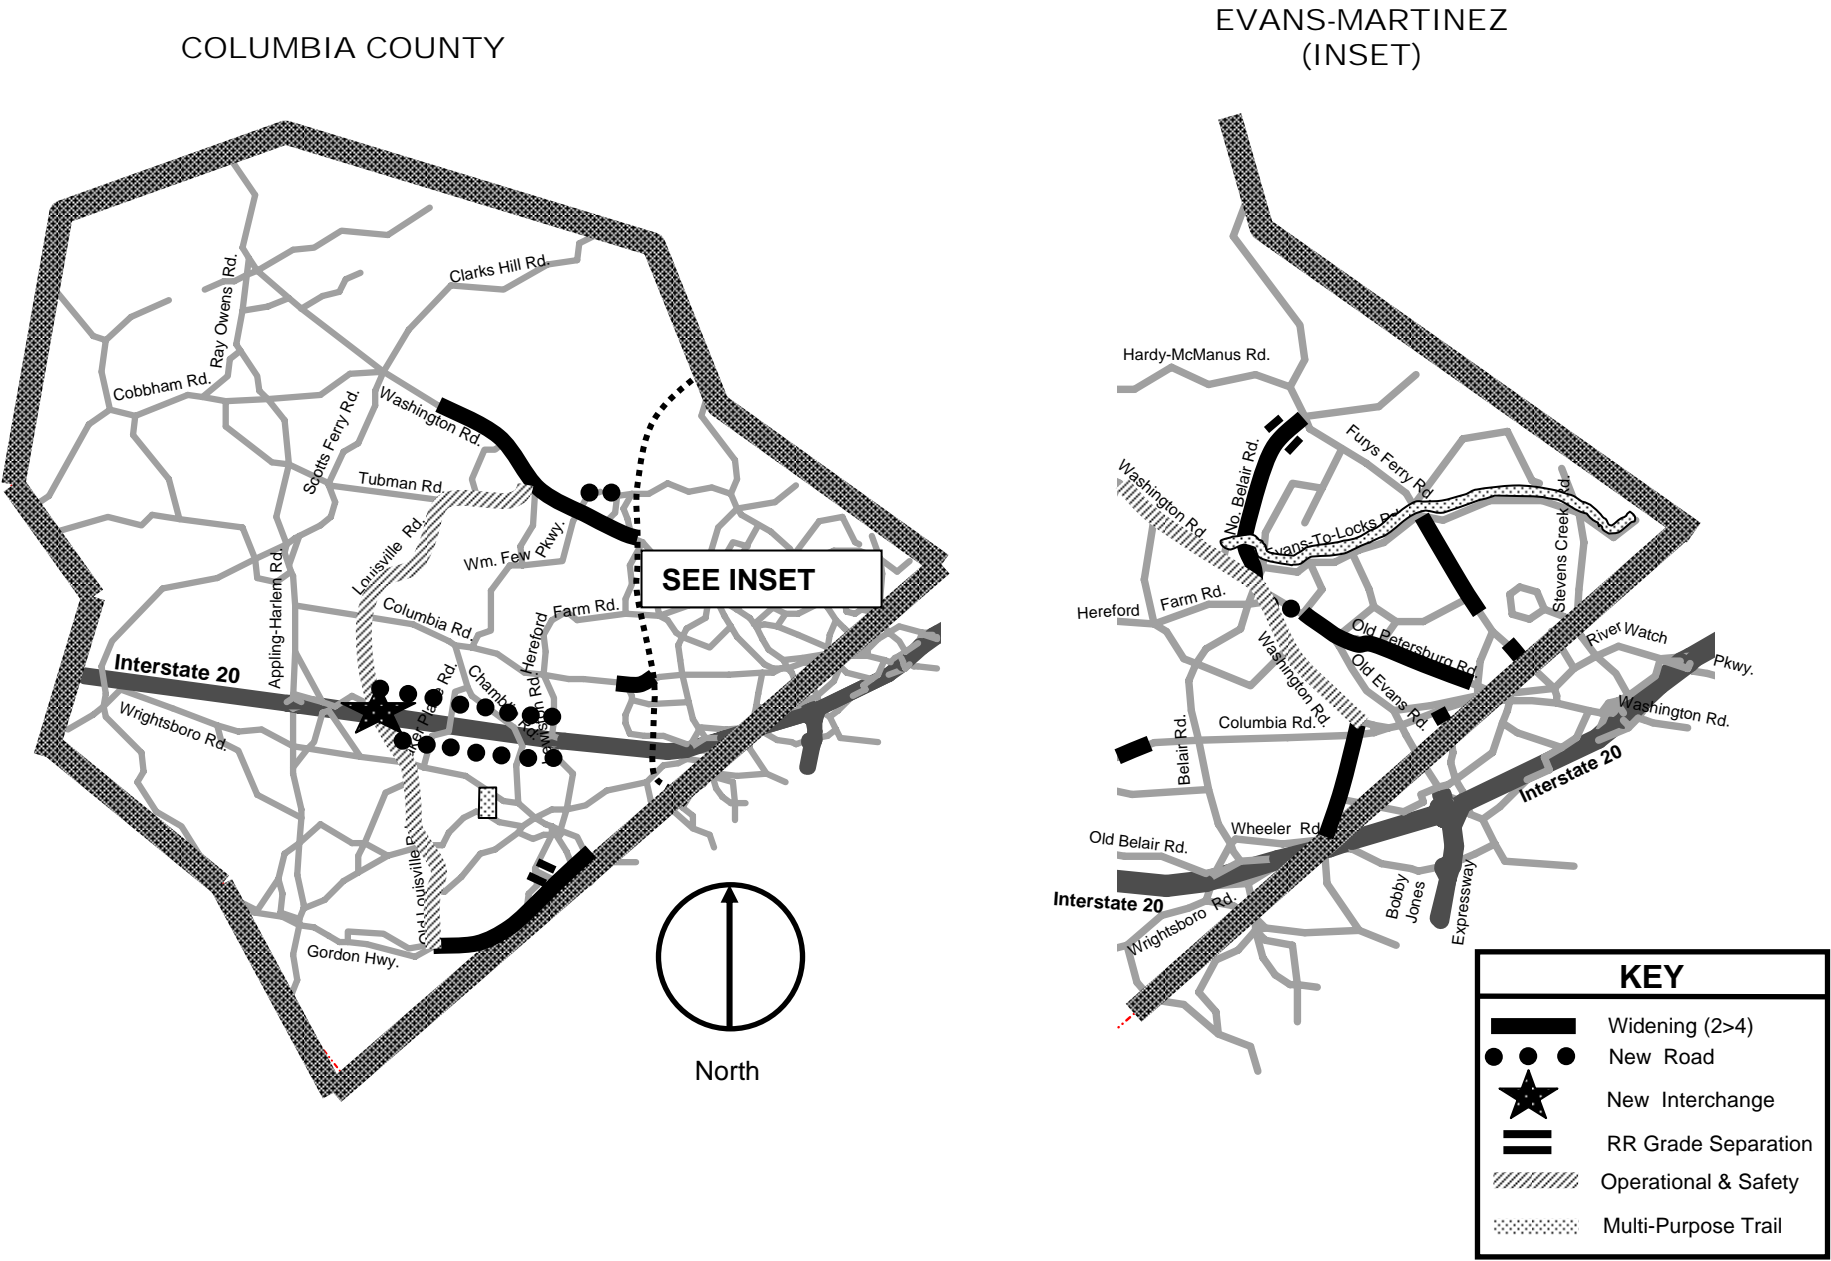 COLUMBIA COUNTY
Clarks Hill Rd.
Ray Owens Rd.
Cobbham Rd.
Scotts Ferry Rd.
Washington Rd.
Tubman Rd.
Louisville Rd.
Wm. Few Pkwy.
SEE INSET
Appling-Harlem Rd.
Columbia Rd.
Hereford Farm Rd.
Interstate 20
Wrightsboro Rd.
Rd.
Rd.
Gordon Hwy.
North
EVANS-MARTINEZ
(INSET)
Hardy-McManus Rd.
No. Belair Rd.
Furys Ferry Rd
Washington Rd.
Stevens Creek Rd.
Hereford Farm Rd.
Old Petersburg Rd.
Washington Rd.
Old Evans Rd.
River Watch Pkwy.
Washington Rd.
Columbia Rd.
Belair Rd.
Interstate 20
Wheeler Rd.
Old Belair Rd.
Interstate 20
Wrightsboro Rd.
Bobby
Jones
Expressway
KEY
Widening (2>4)
New Road
New Interchange
RR Grade Separation
Operational & Safety
Multi-Purpose Trail